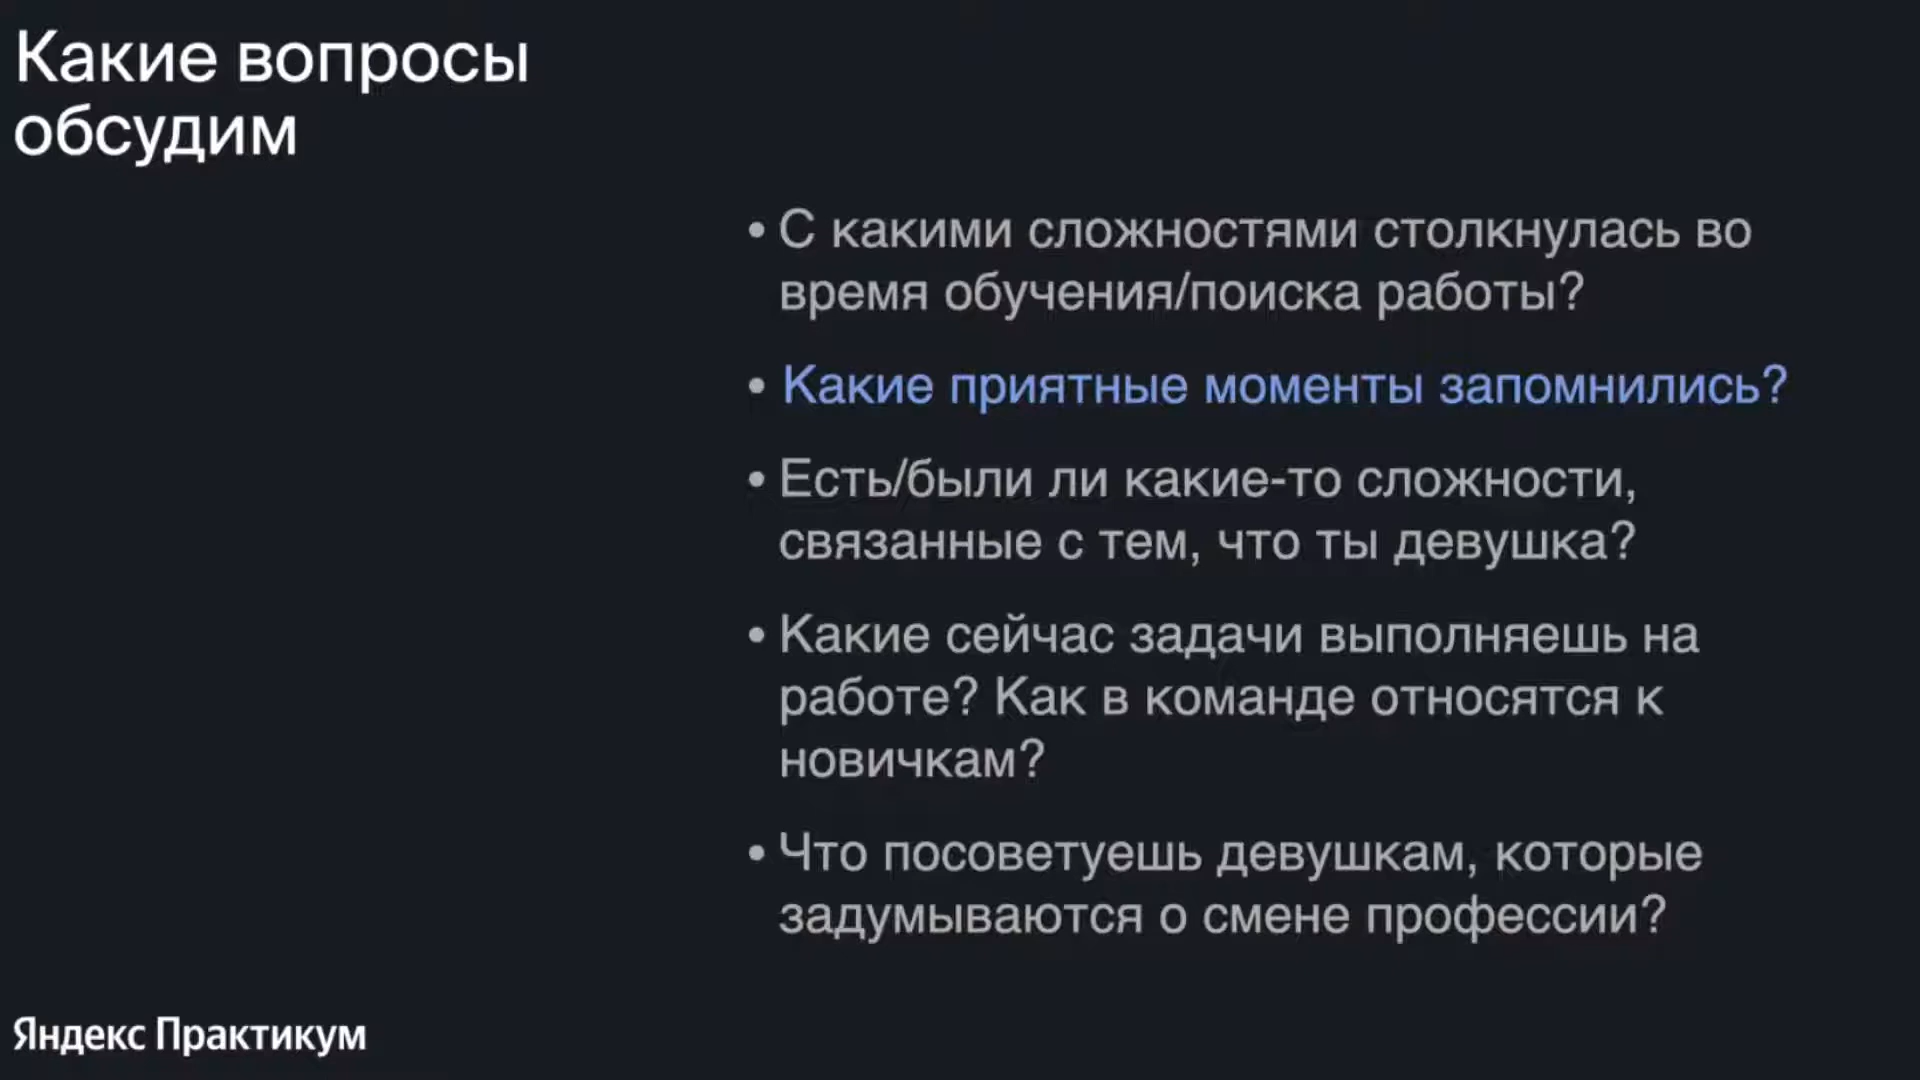 Какие вопросы
обсудим
• С какими сложностями столкнулась во
время обучения/поиска работы?
• Какие приятные моменты запомнились?
• Есть/были ли какие-то сложности,
связанные с тем, что ты девушка?
• Какие сейчас задачи выполняешь на
работе? Как в команде относятся к
новичкам?
• Что посоветуешь девушкам, которые
задумываются о смене профессии?
Яндекс Практикум